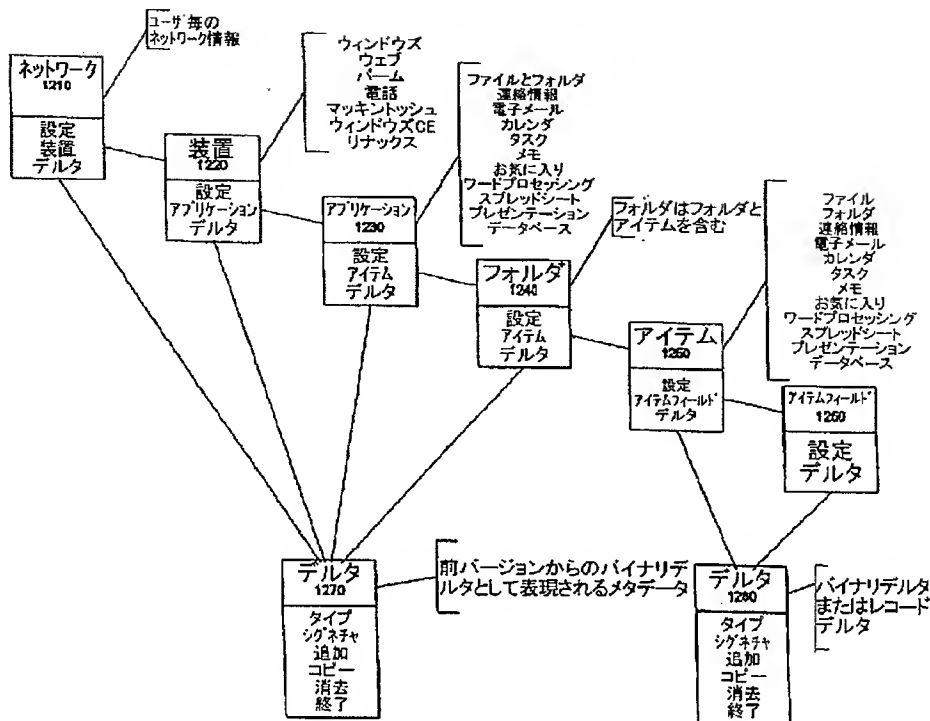 ユーザ毎の
ネットワーク情報
ネットワーク
1210
設定
装置
デルタ
ウィンドウズ
ウェブ
パーム
電話
マッキントッシュ
ウィンドウズCE
リナックス
装置
1220
設定
アプリケーション
デルタ
ファイルとフォルダ
連絡情報
電子メール
カレンダ
タスク
メモ
お気に入り
ワードプロセッシング
スプレッドシート
プレゼンテーション
データベース
アプリケーション
1230
設定
アイテム
デルタ
フォルダはフォルダと
アイテムを含む
フォルダ
1240
設定
アイテム
デルタ
ファイル
フォルダ
連絡情報
電子メール
カレンダ
タスク
メモ
お気に入り
ワードプロセッシング
スプレッドシート
プレゼンテーション
データベース
アイテム
1250
設定
アイテムフィールド
デルタ
アイテムフィールド
1260
設定
デルタ
デルタ
1270
タイプ
シグネチャ
追加
コピー
消去
終了
前バージョンからのバイナリデ
ルタとして表現されるメタデータ
デルタ
1280
タイプ
シグネチャ
追加
コピー
消去
終了
バイナリデルタ
またはレコード
デルタ